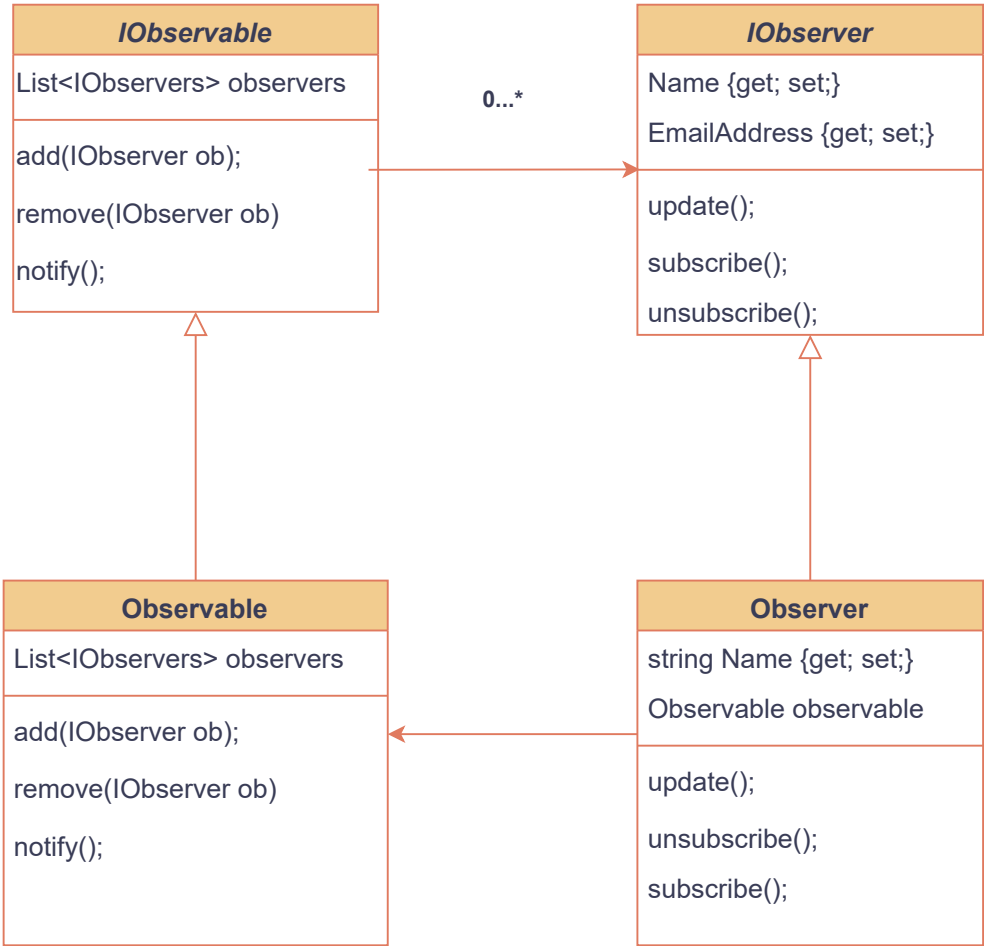 IObservable
List<IObservers> observers
add(IObserver ob);
remove(IObserver ob)
notify();
0...*
IObserver
Name {get; set;}
EmailAddress {get; set;}
update();
subscribe();
unsubscribe();
Observable
List<IObservers> observers
add(IObserver ob);
remove(IObserver ob)
notify();
Observer
string Name {get; set;}
Observable observable
update();
unsubscribe();
subscribe();